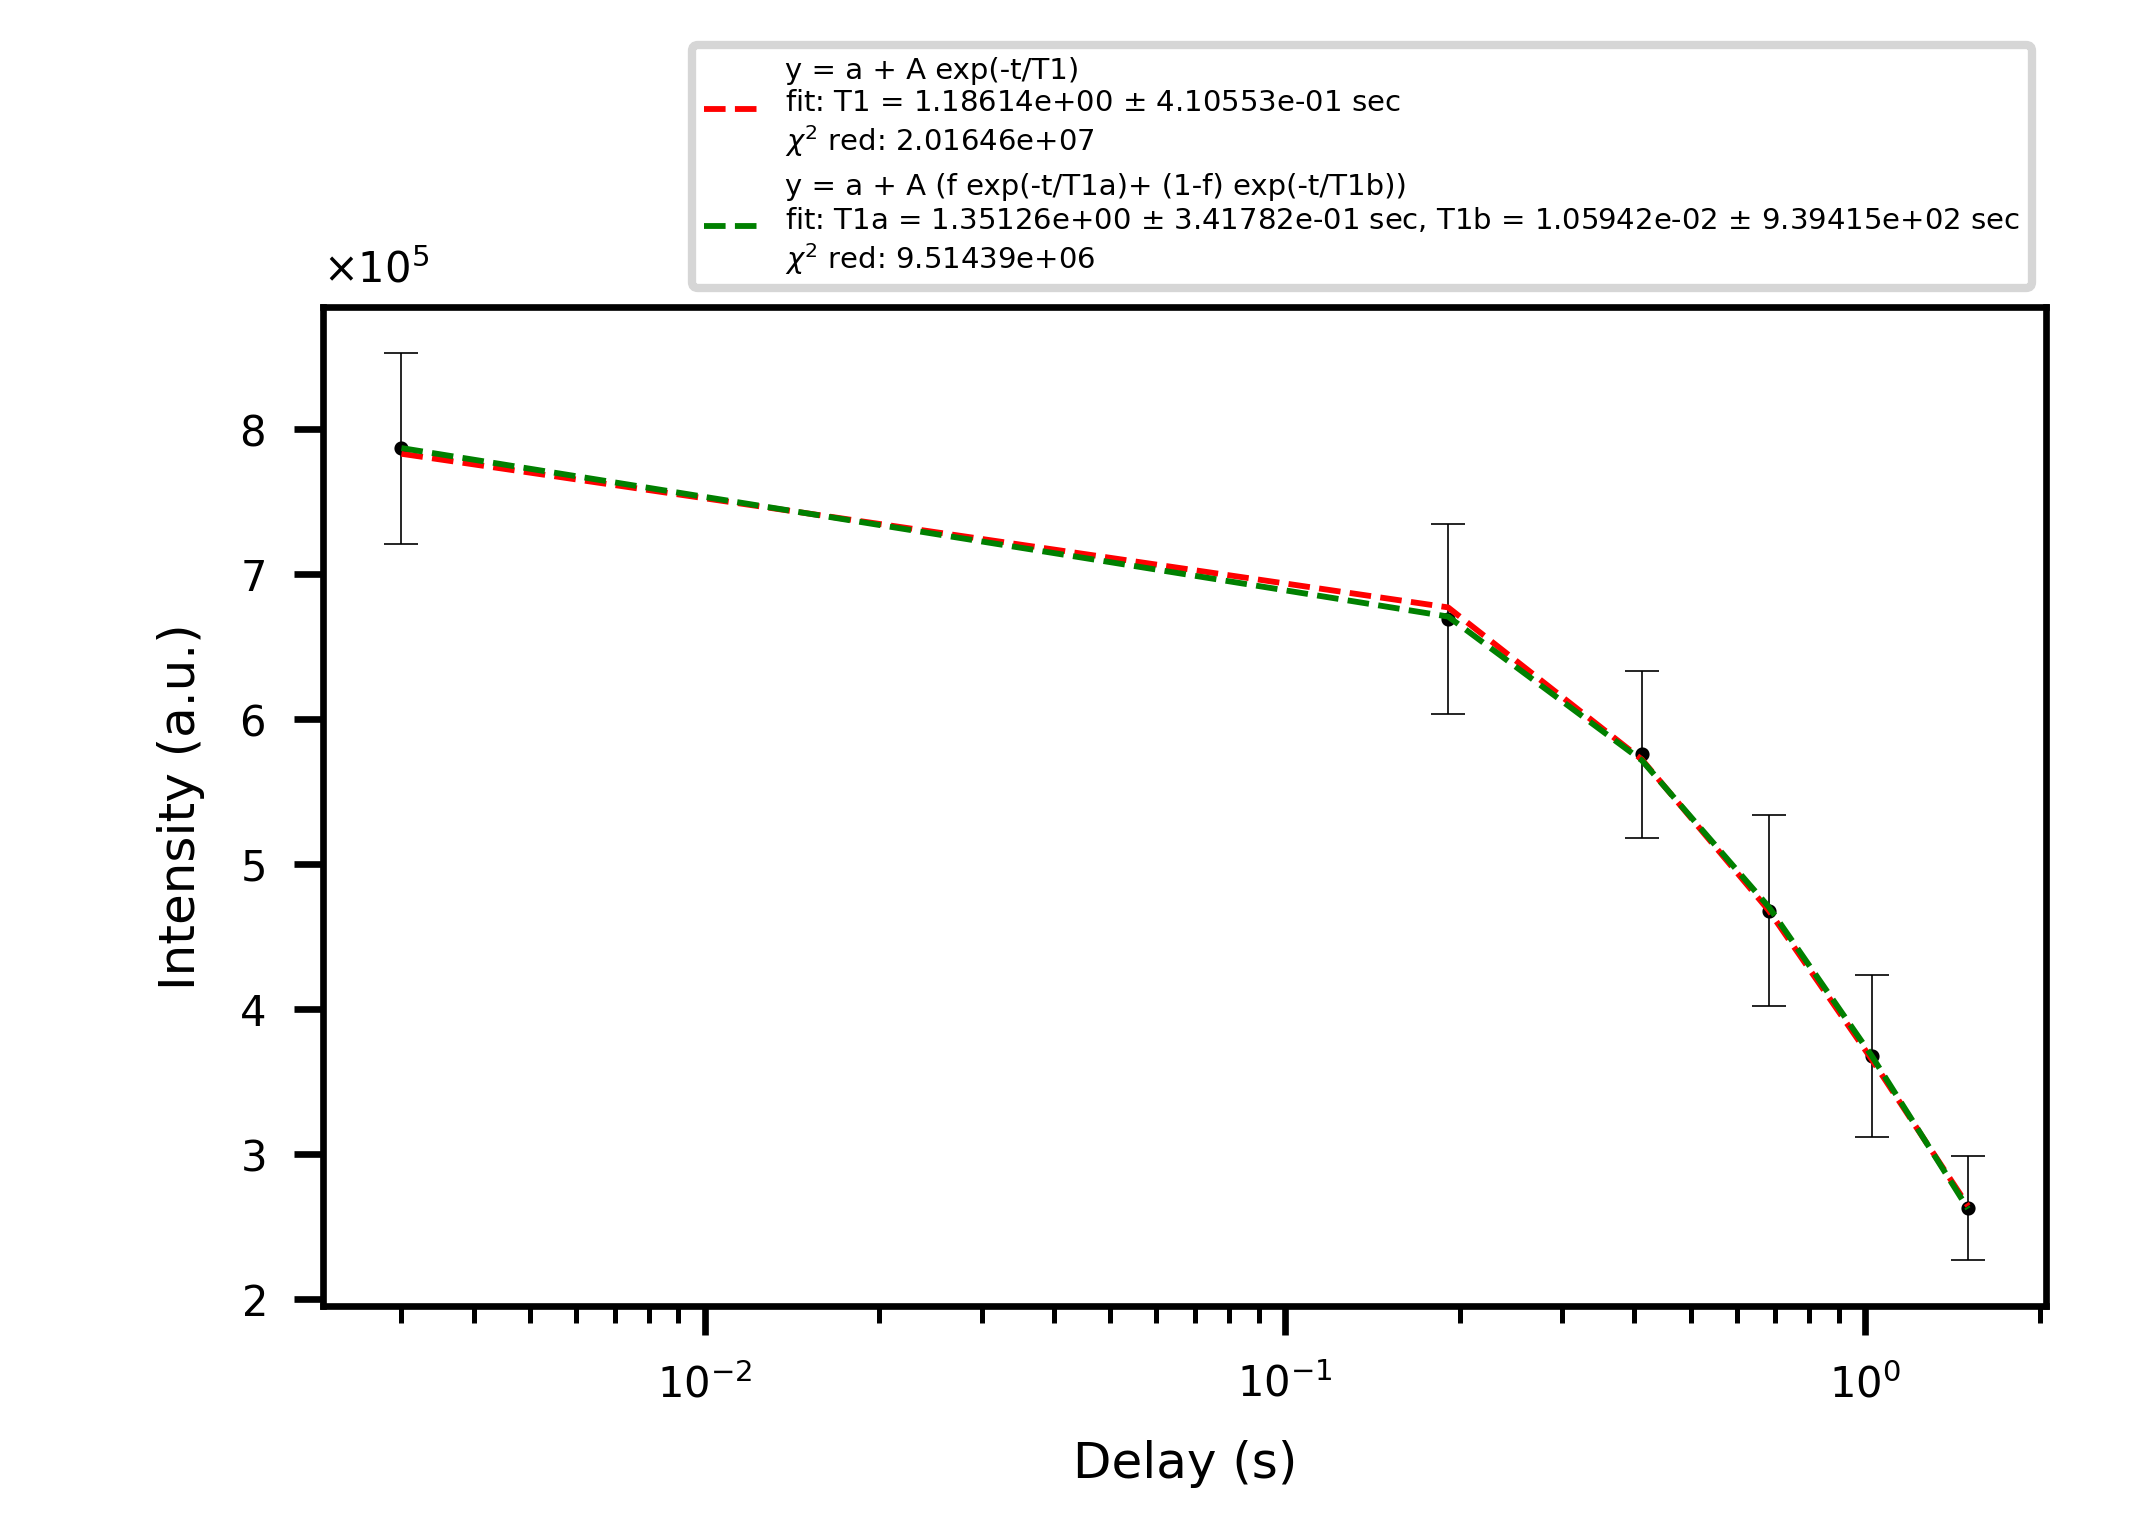 y = a + A exp(-t/T1)
fit: T1 = 1.18614e+00 ± 4.10553e-01 sec
χ² red: 2.01646e+07
y = a + A (f exp(-t/T1a)+ (1-f) exp(-t/T1b))
fit: T1a = 1.35126e+00 ± 3.41782e-01 sec, T1b = 1.05942e-02 ± 9.39415e+02 sec
χ² red: 9.51439e+06
×10⁵
8
7
6
5
4
3
2
Intensity (a.u.)
10⁻² 10⁻¹ 10⁰
Delay (s)